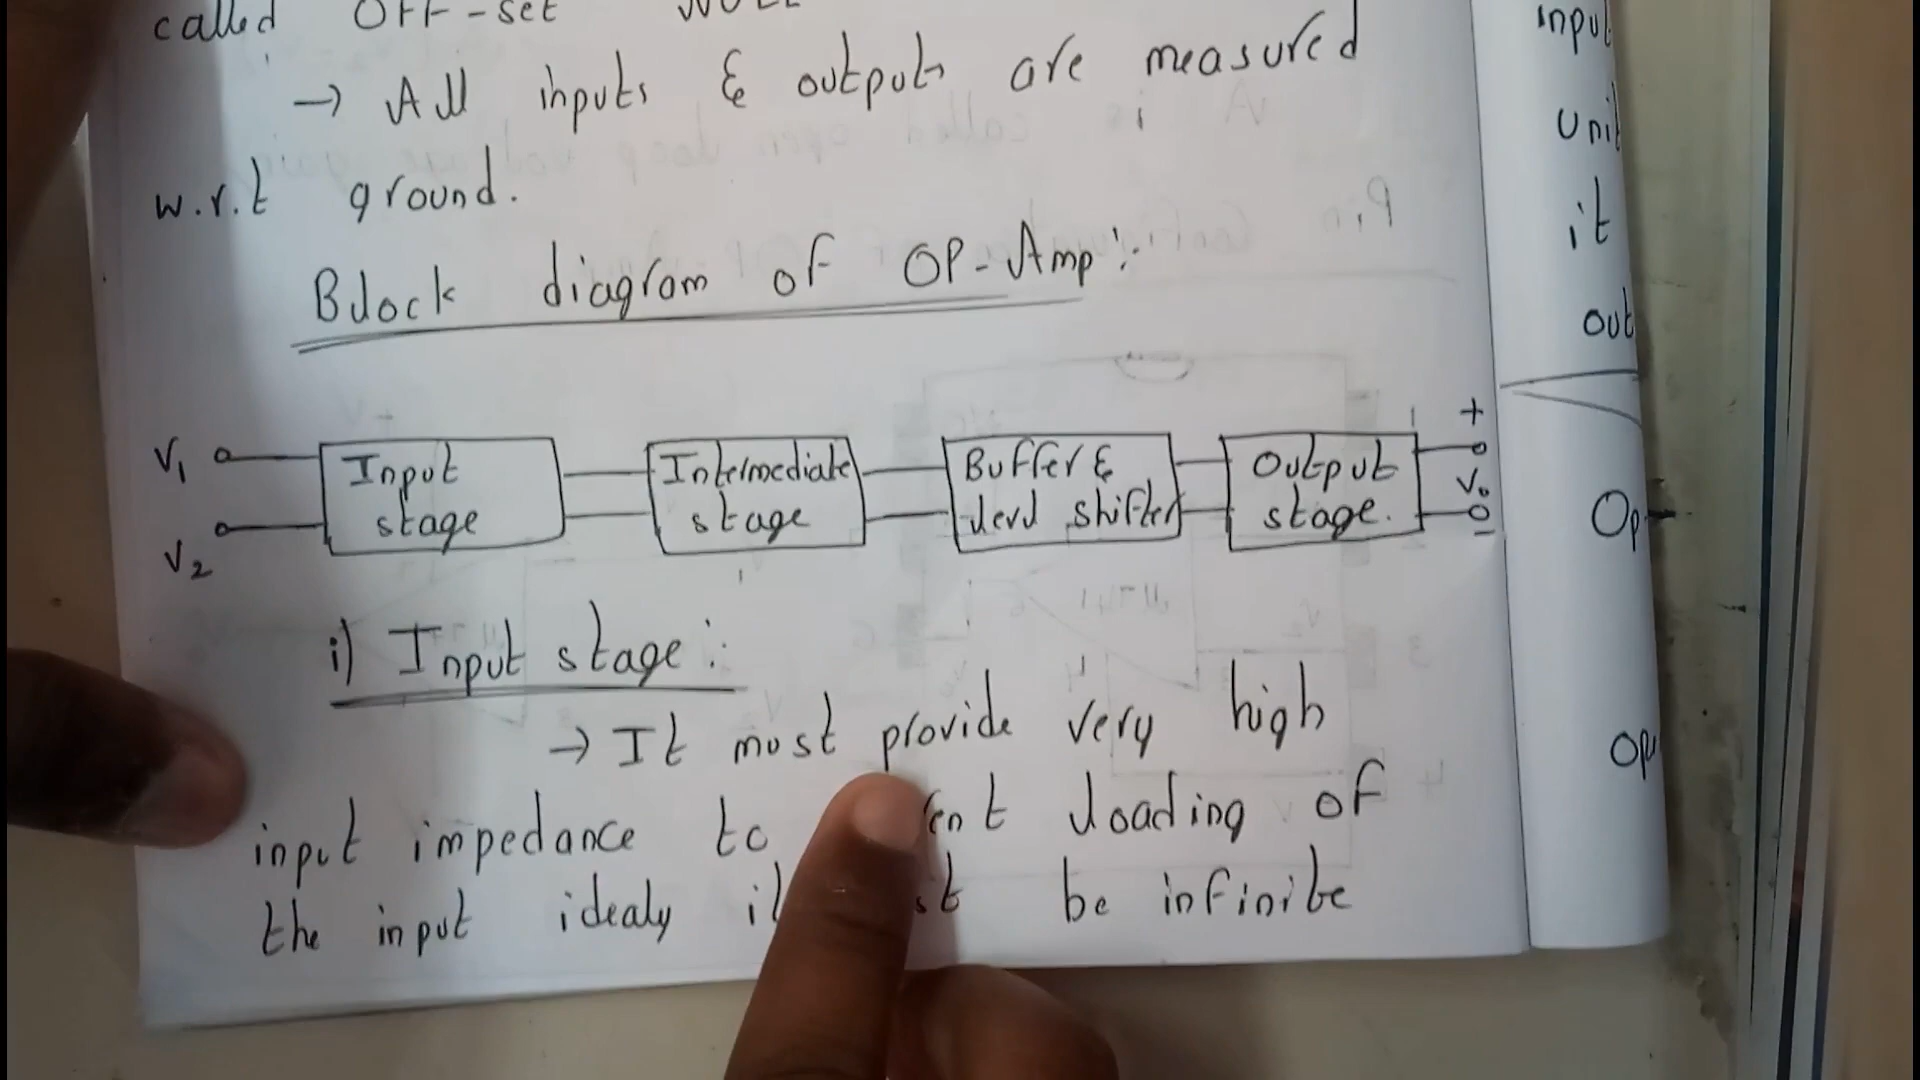 called OFF-set NULL
→ All inputs & outputs are measured
w.r.t ground.
Block diagram of OP-Amp:-
V1
V2
Input
stage
Intermediate
stage
Buffer &
level shifter
Output
stage.
+
Vo
-
i) Input stage:
→ It must provide very high
input impedance to loading of
the input idealy be infinite
input
it
out
Op